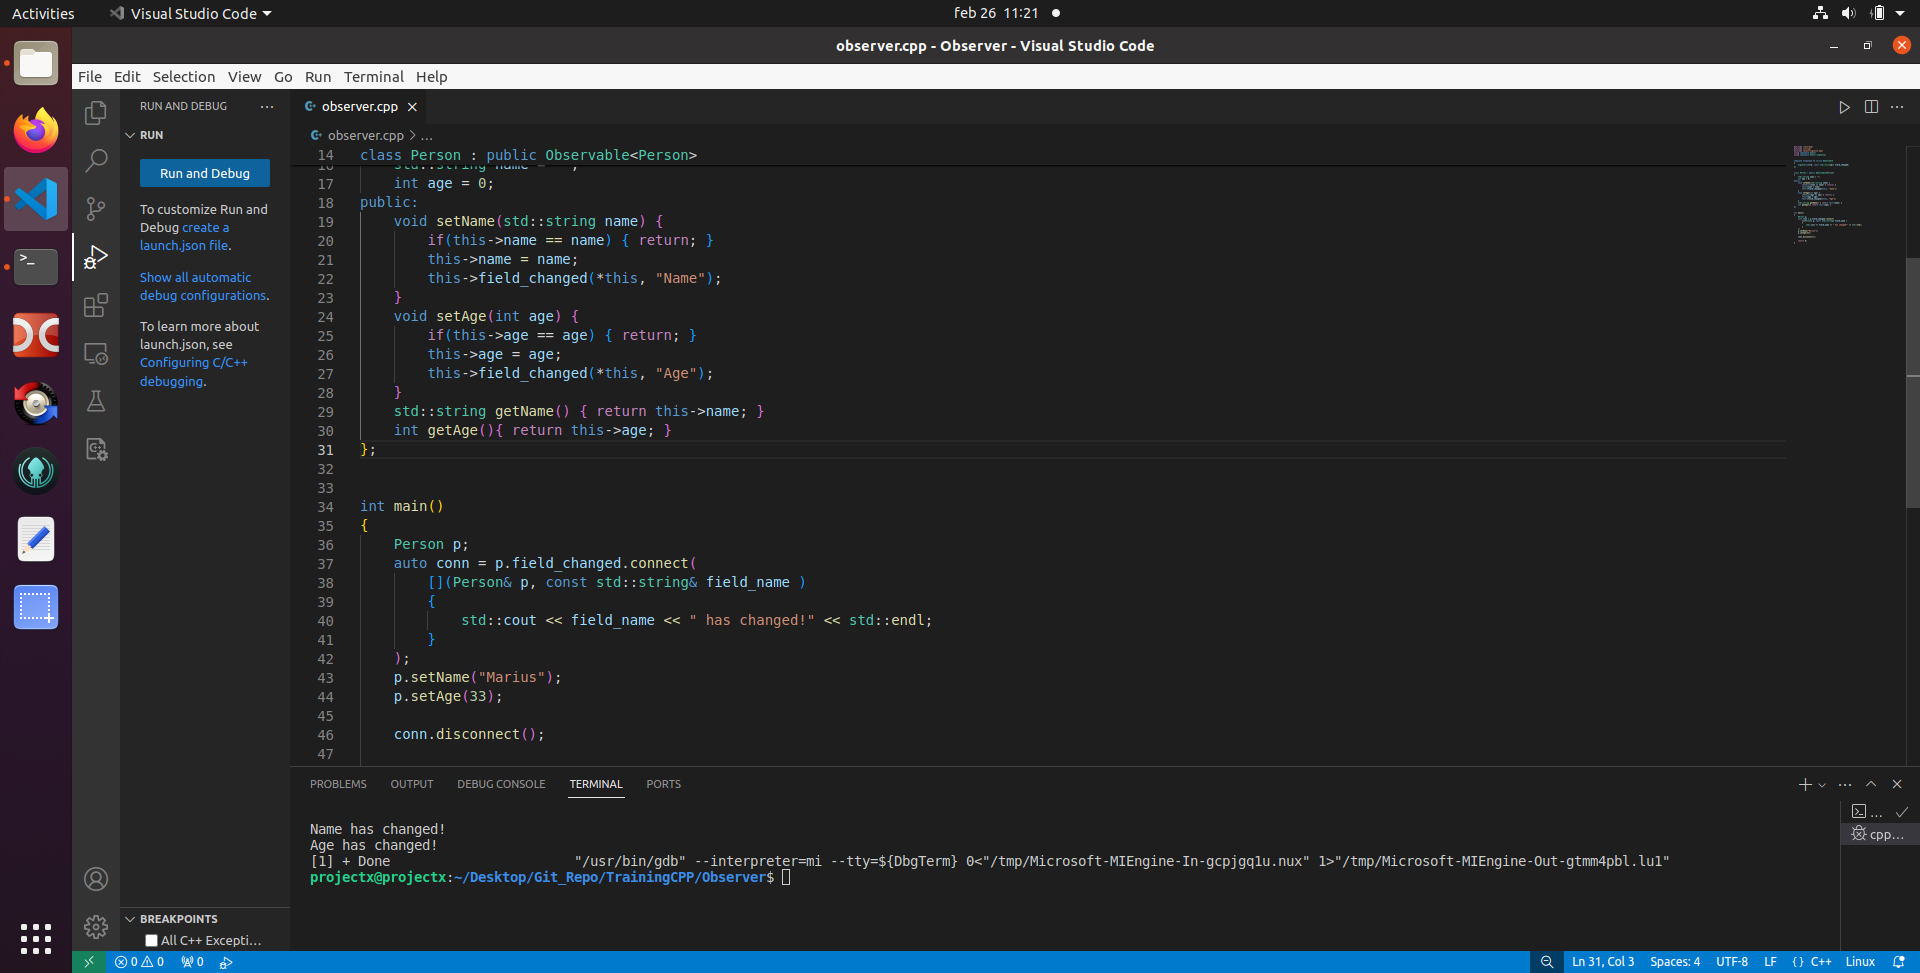 Activities
Visual Studio Code
feb 26 11:21
observer.cpp - Observer - Visual Studio Code
File Edit Selection View Go Run Terminal Help
RUN AND DEBUG
RUN
Run and Debug
To customize Run and
Debug create a
launch.json file.
Show all automatic
debug configurations.
To learn more about
launch.json, see
Configuring C/C++
debugging.
BREAKPOINTS
All C++ Excepti…
observer.cpp
observer.cpp > …
14 class Person : public Observable<Person>
17 int age = 0;
18 public:
19 void setName(std::string name) {
20 if(this->name == name) { return; }
21 this->name = name;
22 this->field_changed(*this, "Name");
23 }
24 void setAge(int age) {
25 if(this->age == age) { return; }
26 this->age = age;
27 this->field_changed(*this, "Age");
28 }
29 std::string getName() { return this->name; }
30 int getAge(){ return this->age; }
31 };
32
33
34 int main()
35 {
36 Person p;
37 auto conn = p.field_changed.connect(
38 [](Person& p, const std::string& field_name )
39 {
40 std::cout << field_name << " has changed!" << std::endl;
41 }
42 );
43 p.setName("Marius");
44 p.setAge(33);
45
46 conn.disconnect();
47
PROBLEMS OUTPUT DEBUG CONSOLE TERMINAL PORTS
Name has changed!
Age has changed!
[1] + Done "/usr/bin/gdb" --interpreter=mi --tty=${DbgTerm} 0<"/tmp/Microsoft-MIEngine-In-gcpjgq1u.nux" 1>"/tmp/Microsoft-MIEngine-Out-gtmm4pbl.lu1"
projectx@projectx:~/Desktop/Git_Repo/TrainingCPP/Observer$
…
cpp…
0 0 0
Ln 31, Col 3 Spaces: 4 UTF-8 LF {} C++ Linux